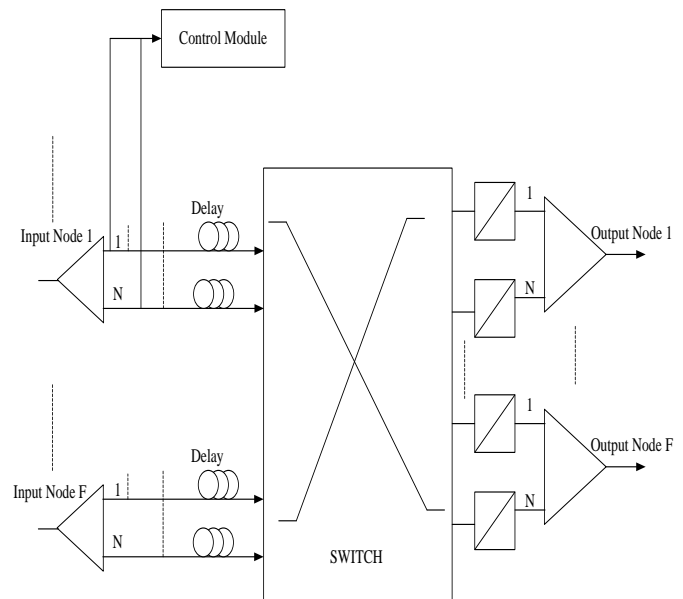 Control Module
Delay
Input Node 1
1
N
1
Output Node 1
N
Delay
Input Node F
1
N
1
Output Node F
N
SWITCH